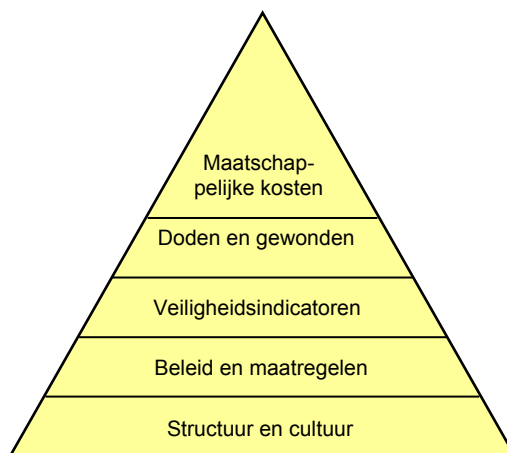 Maatschap-
pelijke kosten
Doden en gewonden
Veiligheidsindicatoren
Beleid en maatregelen
Structuur en cultuur